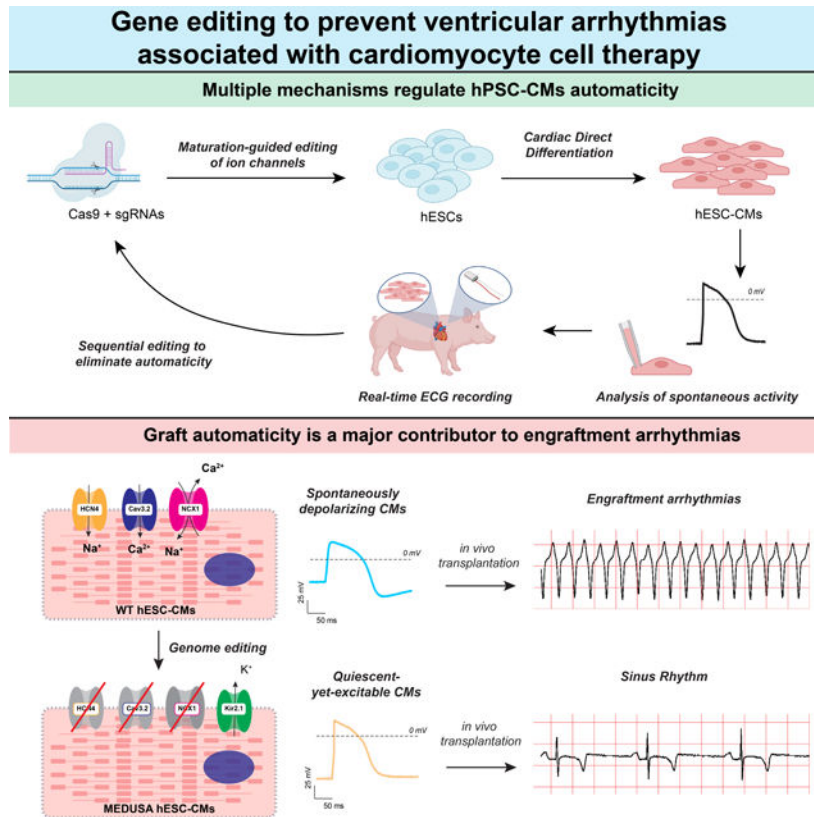 Gene editing to prevent ventricular arrhythmias
associated with cardiomyocyte cell therapy
Multiple mechanisms regulate hPSC-CMs automaticity
Maturation-guided editing
of ion channels
Cardiac Direct
Differentiation
Cas9 + sgRNAs
hESCs
hESC-CMs
0 mV
Sequential editing to
eliminate automaticity
Real-time ECG recording
Analysis of spontaneous activity
Graft automaticity is a major contributor to engraftment arrhythmias
Ca²⁺
HCN4
Cav3.2
NCX1
Na⁺
Ca²⁺
Na⁺
WT hESC-CMs
Spontaneously
depolarizing CMs
0 mV
25 mV
50 ms
in vivo
transplantation
Engraftment arrhythmias
Genome editing
K⁺
HCN4
Cav3.2
NCX1
Kir2.1
MEDUSA hESC-CMs
Quiescent-
yet-excitable CMs
0 mV
25 mV
50 ms
in vivo
transplantation
Sinus Rhythm